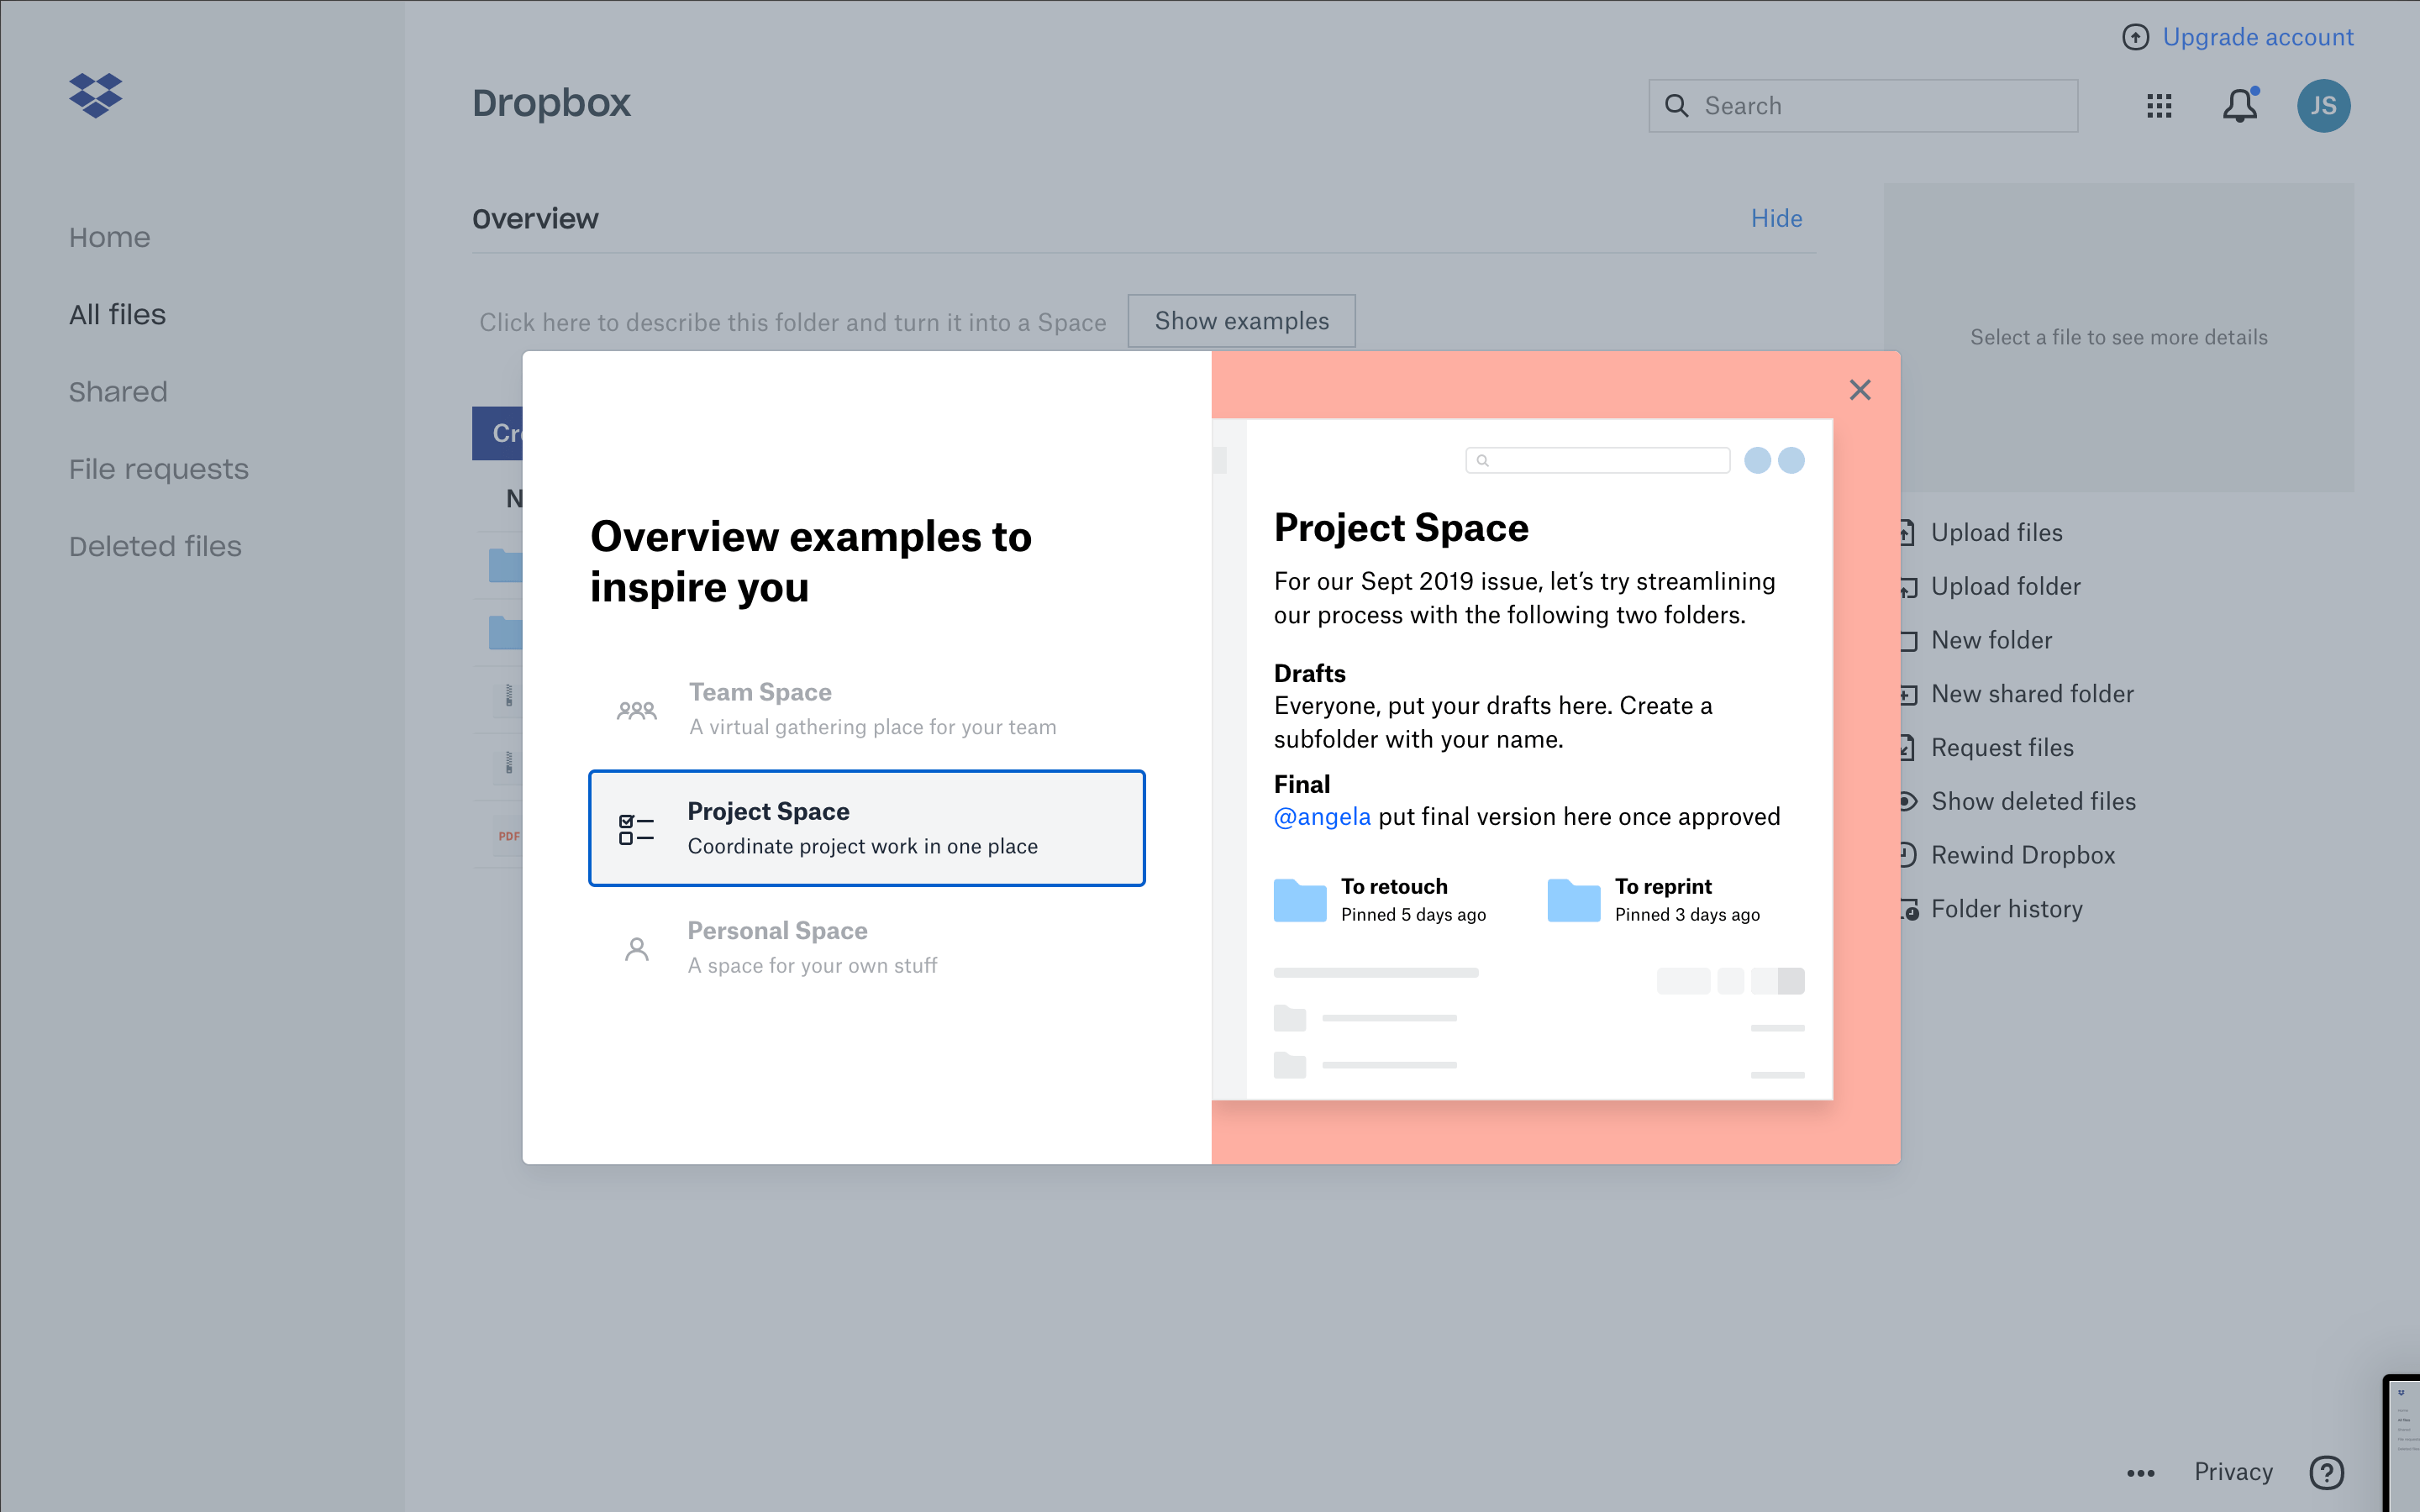 Upgrade account
Dropbox
Search
JS
Home
All files
Shared
File requests
Deleted files
Overview
Hide
Click here to describe this folder and turn it into a Space
Show examples
Select a file to see more details
Overview examples to
inspire you
Team Space
A virtual gathering place for your team
Project Space
Coordinate project work in one place
Personal Space
A space for your own stuff
PDF
Project Space
For our Sept 2019 issue, let’s try streamlining
our process with the following two folders.
Drafts
Everyone, put your drafts here. Create a
subfolder with your name.
Final
@angela put final version here once approved
To retouch
Pinned 5 days ago
To reprint
Pinned 3 days ago
Upload files
Upload folder
New folder
New shared folder
Request files
Show deleted files
Rewind Dropbox
Folder history
Privacy